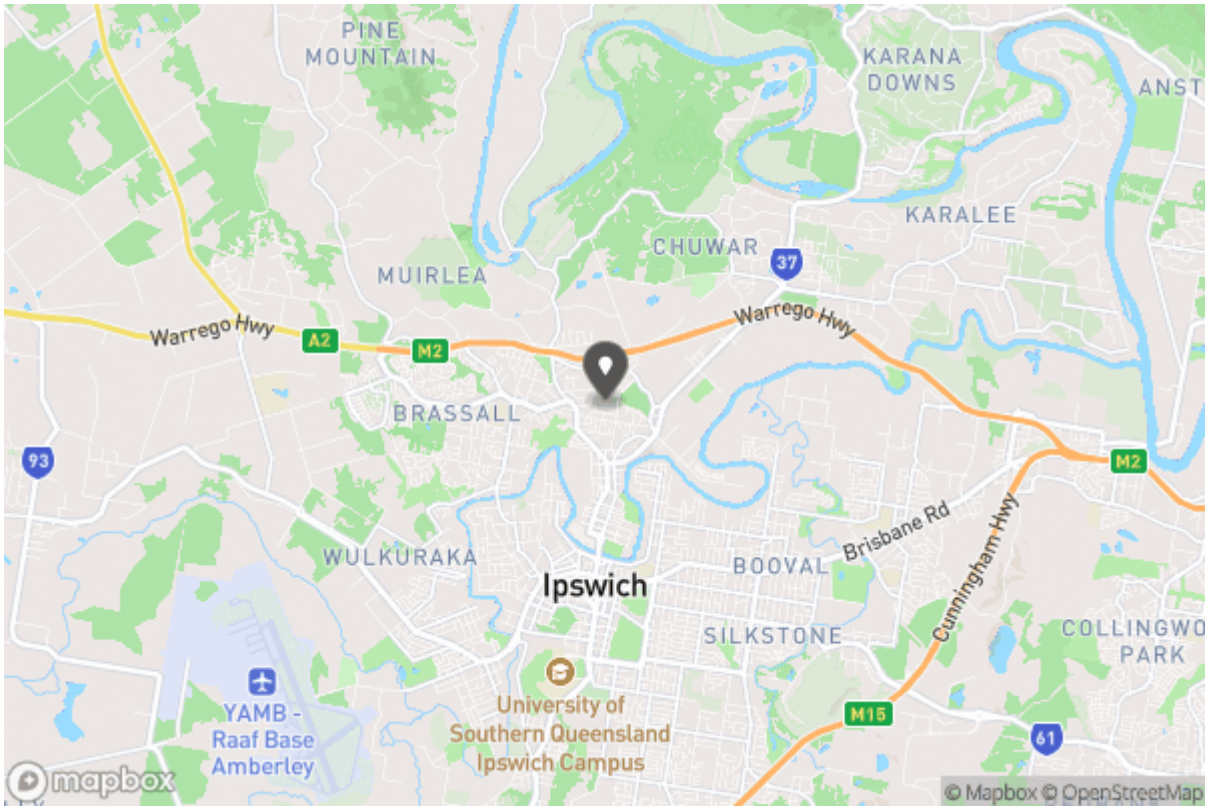 PINE
MOUNTAIN
KARANA
DOWNS
ANST
KARALEE
CHUWAR
37
MUIRLEA
Warrego Hwy
Warrego Hwy
A2
M2
BRASSALL
93
M2
Brisbane Rd
Cunningham Hwy
WULKURAKA
BOOVAL
Ipswich
SILKSTONE
COLLINGWO
PARK
University of
Southern Queensland
Ipswich Campus
YAMB -
Raaf Base
Amberley
M15
61
mapbox
© Mapbox © OpenStreetMap